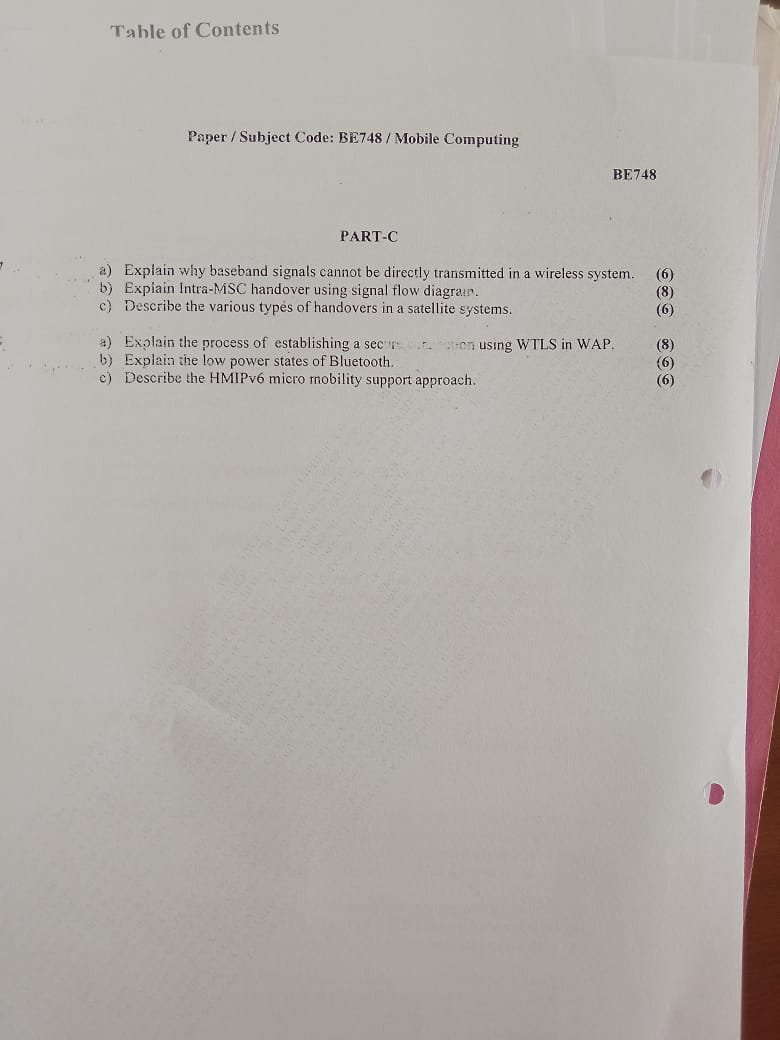 Table of Contents
Paper / Subject Code: BE748 / Mobile Computing
BE748
PART-C
a) Explain why baseband signals cannot be directly transmitted in a wireless system. (6)
b) Explain Intra-MSC handover using signal flow diagram. (8)
c) Describe the various types of handovers in a satellite systems. (6)
a) Explain the process of establishing a using WTLS in WAP. (8)
b) Explain the low power states of Bluetooth. (6)
c) Describe the HMIPv6 micro mobility support approach. (6)